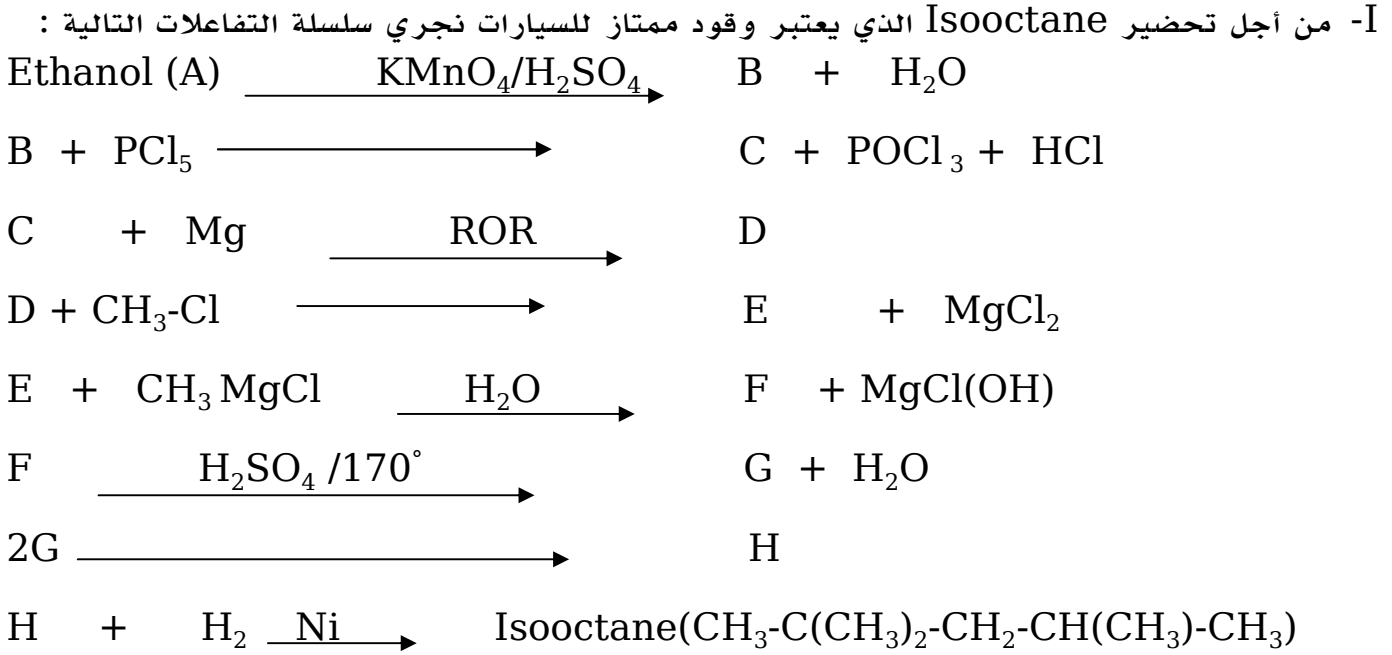 I- من أجل تحضير Isooctane الذي يعتبر وقود ممتاز للسيارات نجري سلسلة التفاعلات التالية :
Ethanol (A) KMnO₄/H₂SO₄ B + H₂O
B + PCl₅ C + POCl₃ + HCl
C + Mg ROR D
D + CH₃-Cl E + MgCl₂
E + CH₃MgCl H₂O F + MgCl(OH)
F H₂SO₄ /170° G + H₂O
2G H
H + H₂ Ni Isooctane(CH₃-C(CH₃)₂-CH₂-CH(CH₃)-CH₃)